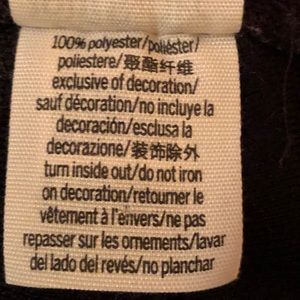 100% polyester/poliéster/
poliestere/聚酯纤维
exclusive of decoration/
sauf décoration/no incluye la
decoración/esclusa la
decorazione/装饰除外
turn inside out/do not iron
on decoration/retourner le
vêtement à l'envers/ne pas
repasser sur les ornements/lavar
del lado del revés/no planchar